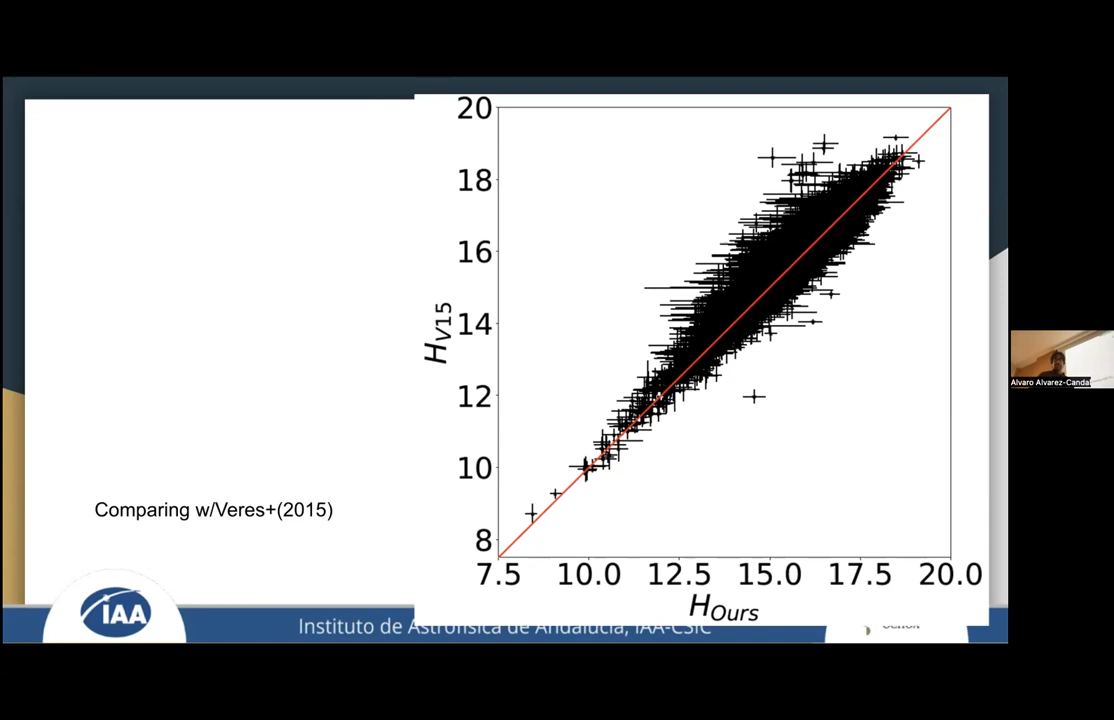 20
18
16
14
12
10
8
H_V15
7.5 10.0 12.5 15.0 17.5 20.0
H_Ours
Comparing w/Veres+(2015)
IAA
Instituto de Astrofísica de Andalucía, IAA-CSIC
Alvaro Alvarez-Candal